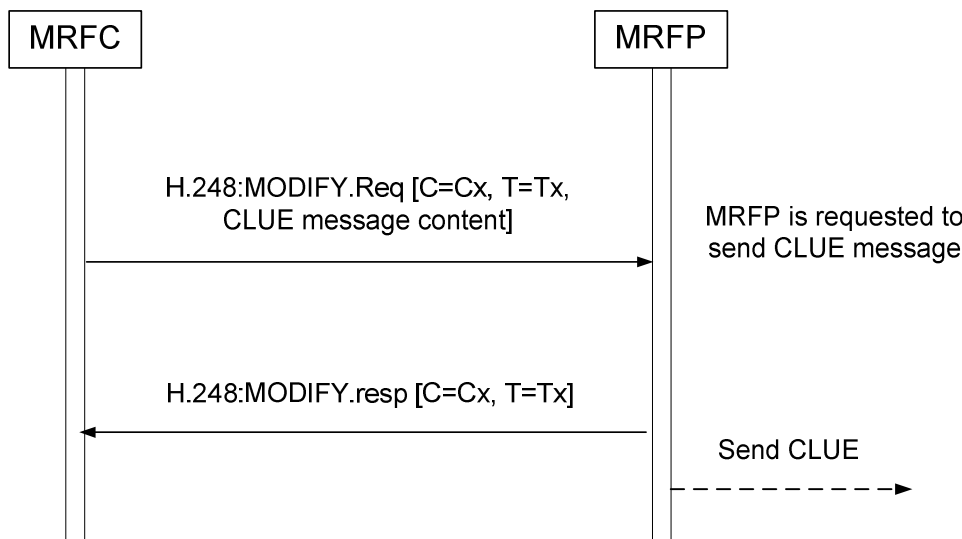 MRFC
MRFP
H.248:MODIFY.Req [C=Cx, T=Tx,
CLUE message content]
MRFP is requested to
send CLUE message
H.248:MODIFY.resp [C=Cx, T=Tx]
Send CLUE